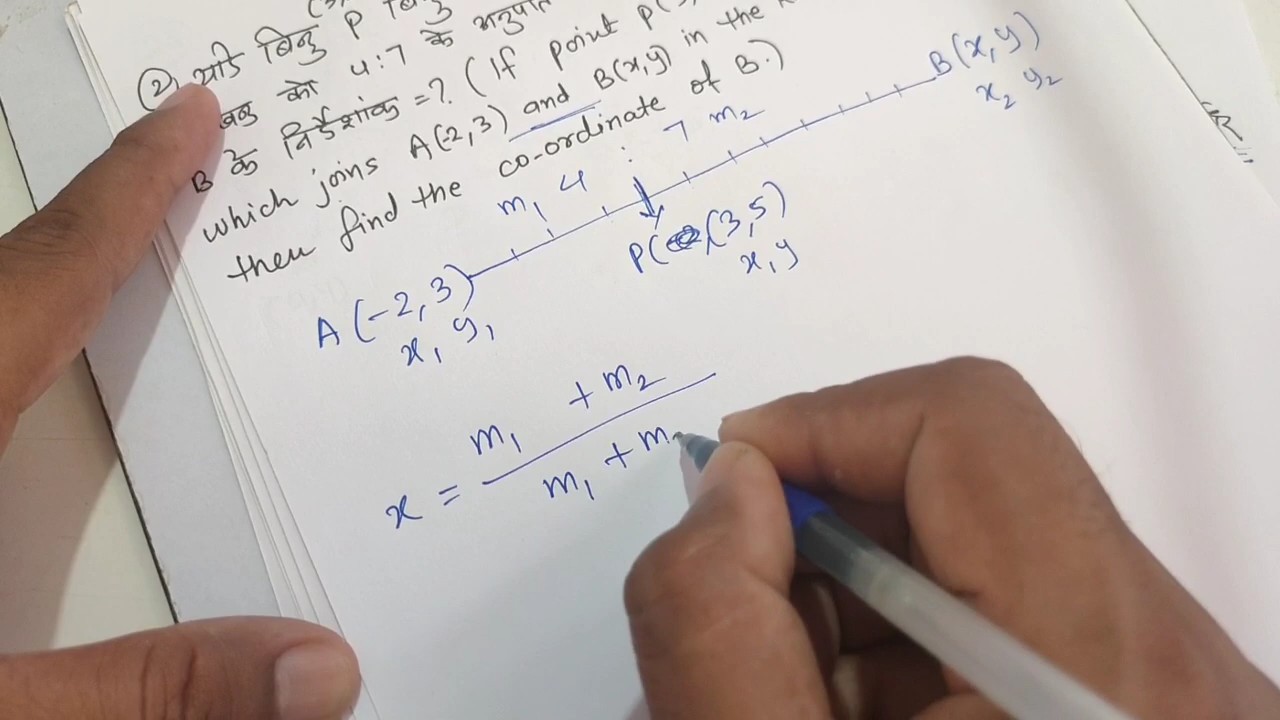 (2) यदि बिन्दु P बिन्दु
को 4:7 के अनुपात
B के निर्देशांक =? (If point P(
which joins A(-2,3) and B(x,y) in the
then find the co-ordinate of B.)
m₁ 4 : 7 m₂
B(x,y)
x₂ y₂
P( (3,5)
x, y
A(-2,3)
x₁ y₁
m₁ + m₂
x =
m₁ + m